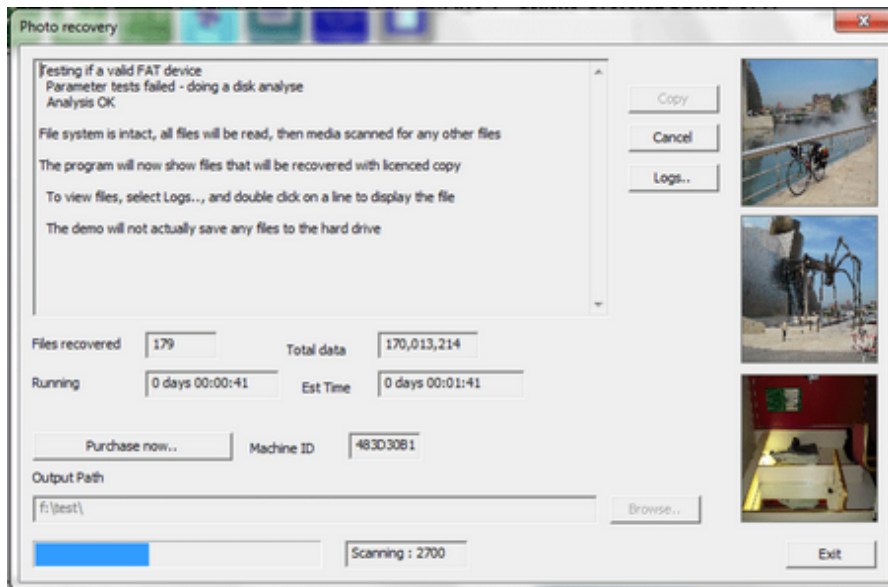 Photo recovery
Testing if a valid FAT device
Parameter tests failed - doing a disk analyse
Analysis OK
File system is intact, all files will be read, then media scanned for any other files
The program will now show files that will be recovered with licenced copy
To view files, select Logs.., and double click on a line to display the file
The demo will not actually save any files to the hard drive
Copy
Cancel
Logs..
Files recovered 179 Total data 170,013,214
Running 0 days 00:00:41 Est Time 0 days 00:01:41
Purchase now.. Machine ID 483D30B1
Output Path
f:\test\ Browse..
Scanning : 2700 Exit